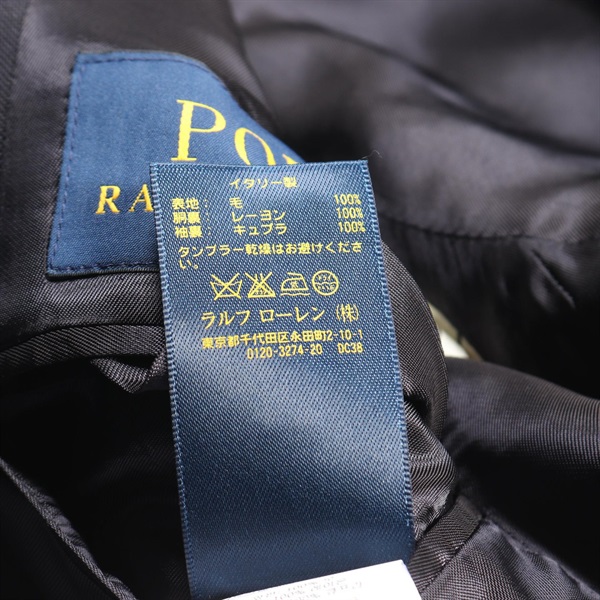 Po
RA
イタリー製
表地: 毛 100%
胴裏: レーヨン 100%
袖裏: キュプラ 100%
タンブラー乾燥はお避けくださ
い。
ラルフ ローレン (株)
東京都千代田区永田町2-10-1
0120-3274-20 DC38